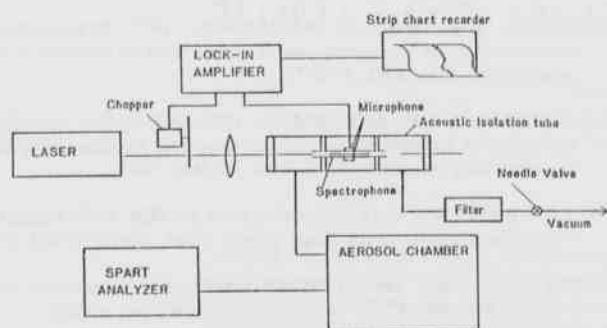 Strip chart recarder
LOCK-IN
AMPLIFIER
Chopper
Microphone
Acoustic Isolation tube
LASER
Spectrophone
Needle Valve
Filter
Vacuum
AEROSOL CHAMBER
SPART
ANALYZER